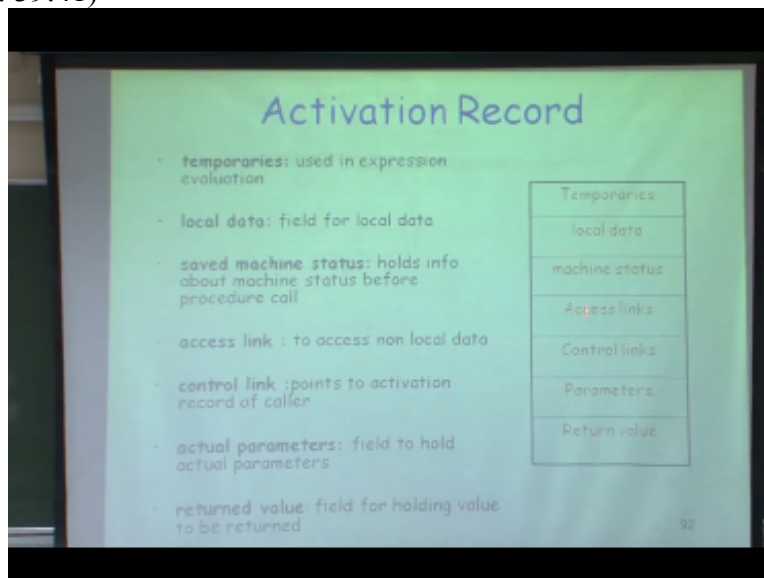 Activation Record
- temporaries: used in expression
evaluation
- local data: field for local data
- saved machine status: holds info
about machine status before
procedure call
- access link : to access non local data
- control link :points to activation
record of caller
- actual parameters: field to hold
actual parameters
- returned value: field for holding value
to be returned
Temporaries
local data
machine status
Access links
Control links
Parameters
Return value
92